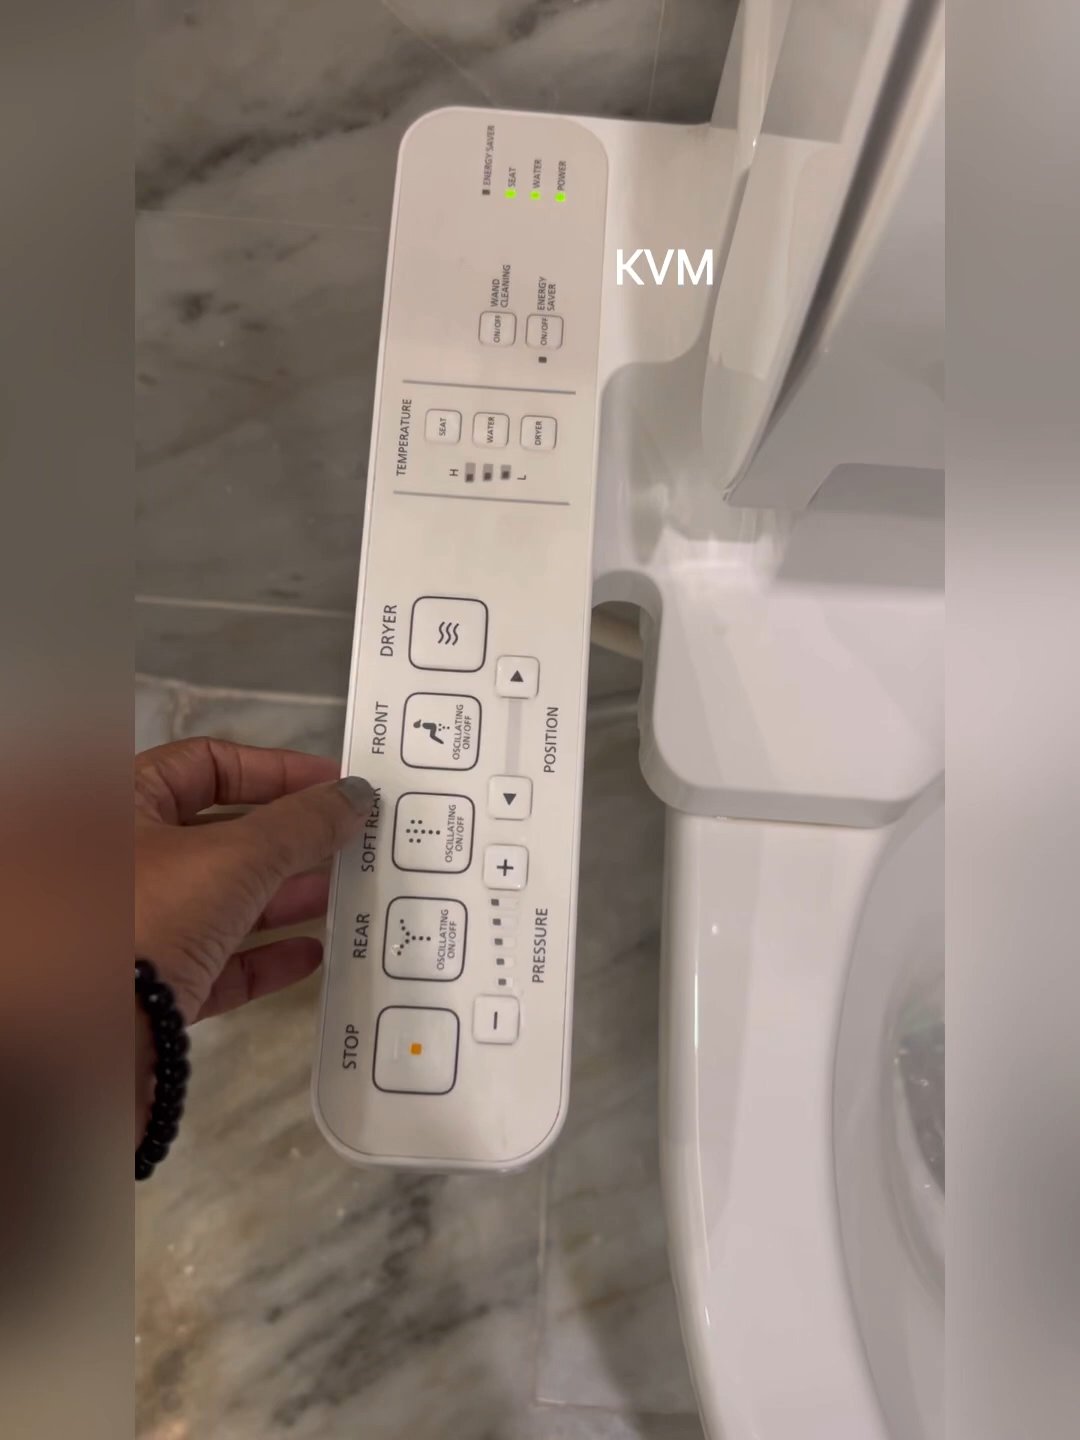 KVM
STOP
REAR
OSCILLATING
ON/OFF
SOFT REAR
OSCILLATING
ON/OFF
FRONT
OSCILLATING
ON/OFF
DRYER
PRESSURE
−
+
POSITION
TEMPERATURE
SEAT
WATER
DRYER
H
L
WAND
CLEANING
ON/OFF
ENERGY
SAVER
ON/OFF
ENERGY SAVER
SEAT
WATER
POWER